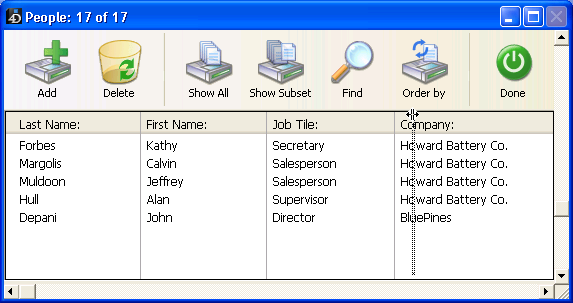 People: 17 of 17
Add Delete Show All Show Subset Find Order by Done
Last Name: First Name: Job Tile: Company:
Forbes Kathy Secretary Howard Battery Co.
Margolis Calvin Salesperson Howard Battery Co.
Muldoon Jeffrey Salesperson Howard Battery Co.
Hull Alan Supervisor Howard Battery Co.
Depani John Director BluePines